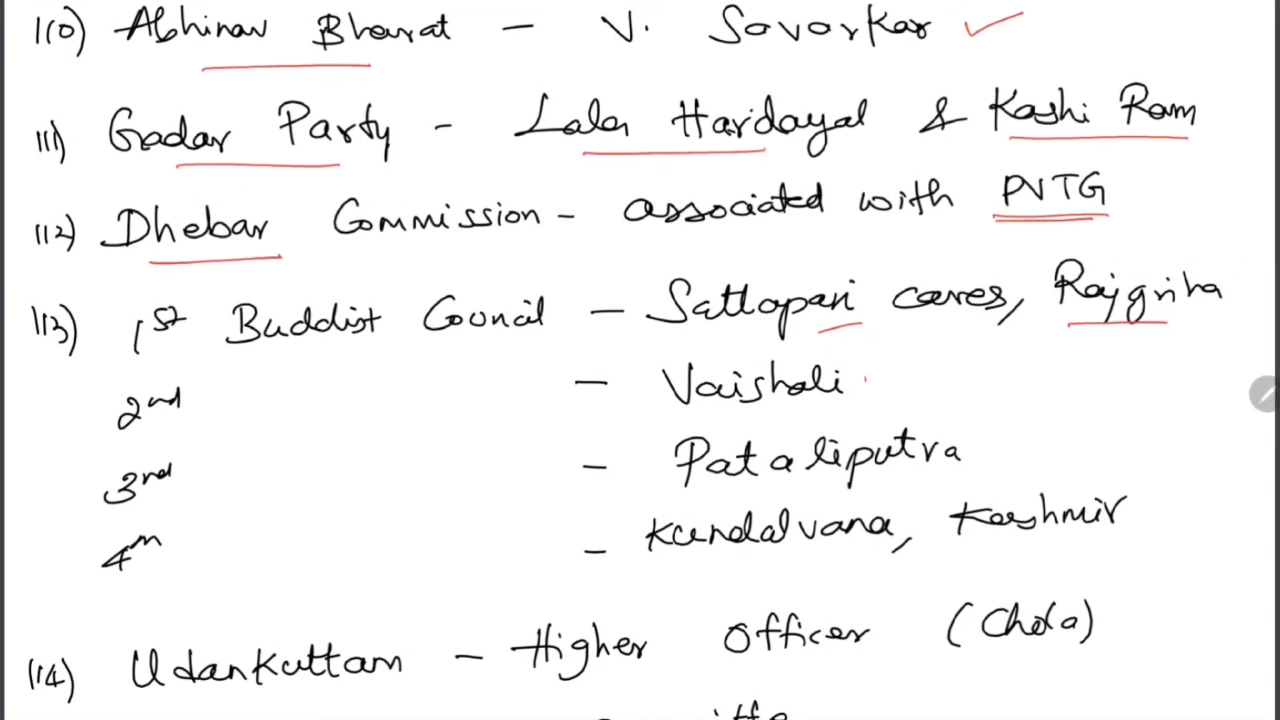 110) Abhinav Bharat - V. Savarkar ✓
111) Gadar Party - Lala Hardayal & Kashi Ram
112) Dhebar Commission - associated with PVTG
113) 1st Buddist Council - Sattapani caves, Rajgriha
2nd - Vaishali
3rd - Pataliputra
4th - Kundalvana, Kashmir
114) Udankuttam - Higher Officer (Chola)